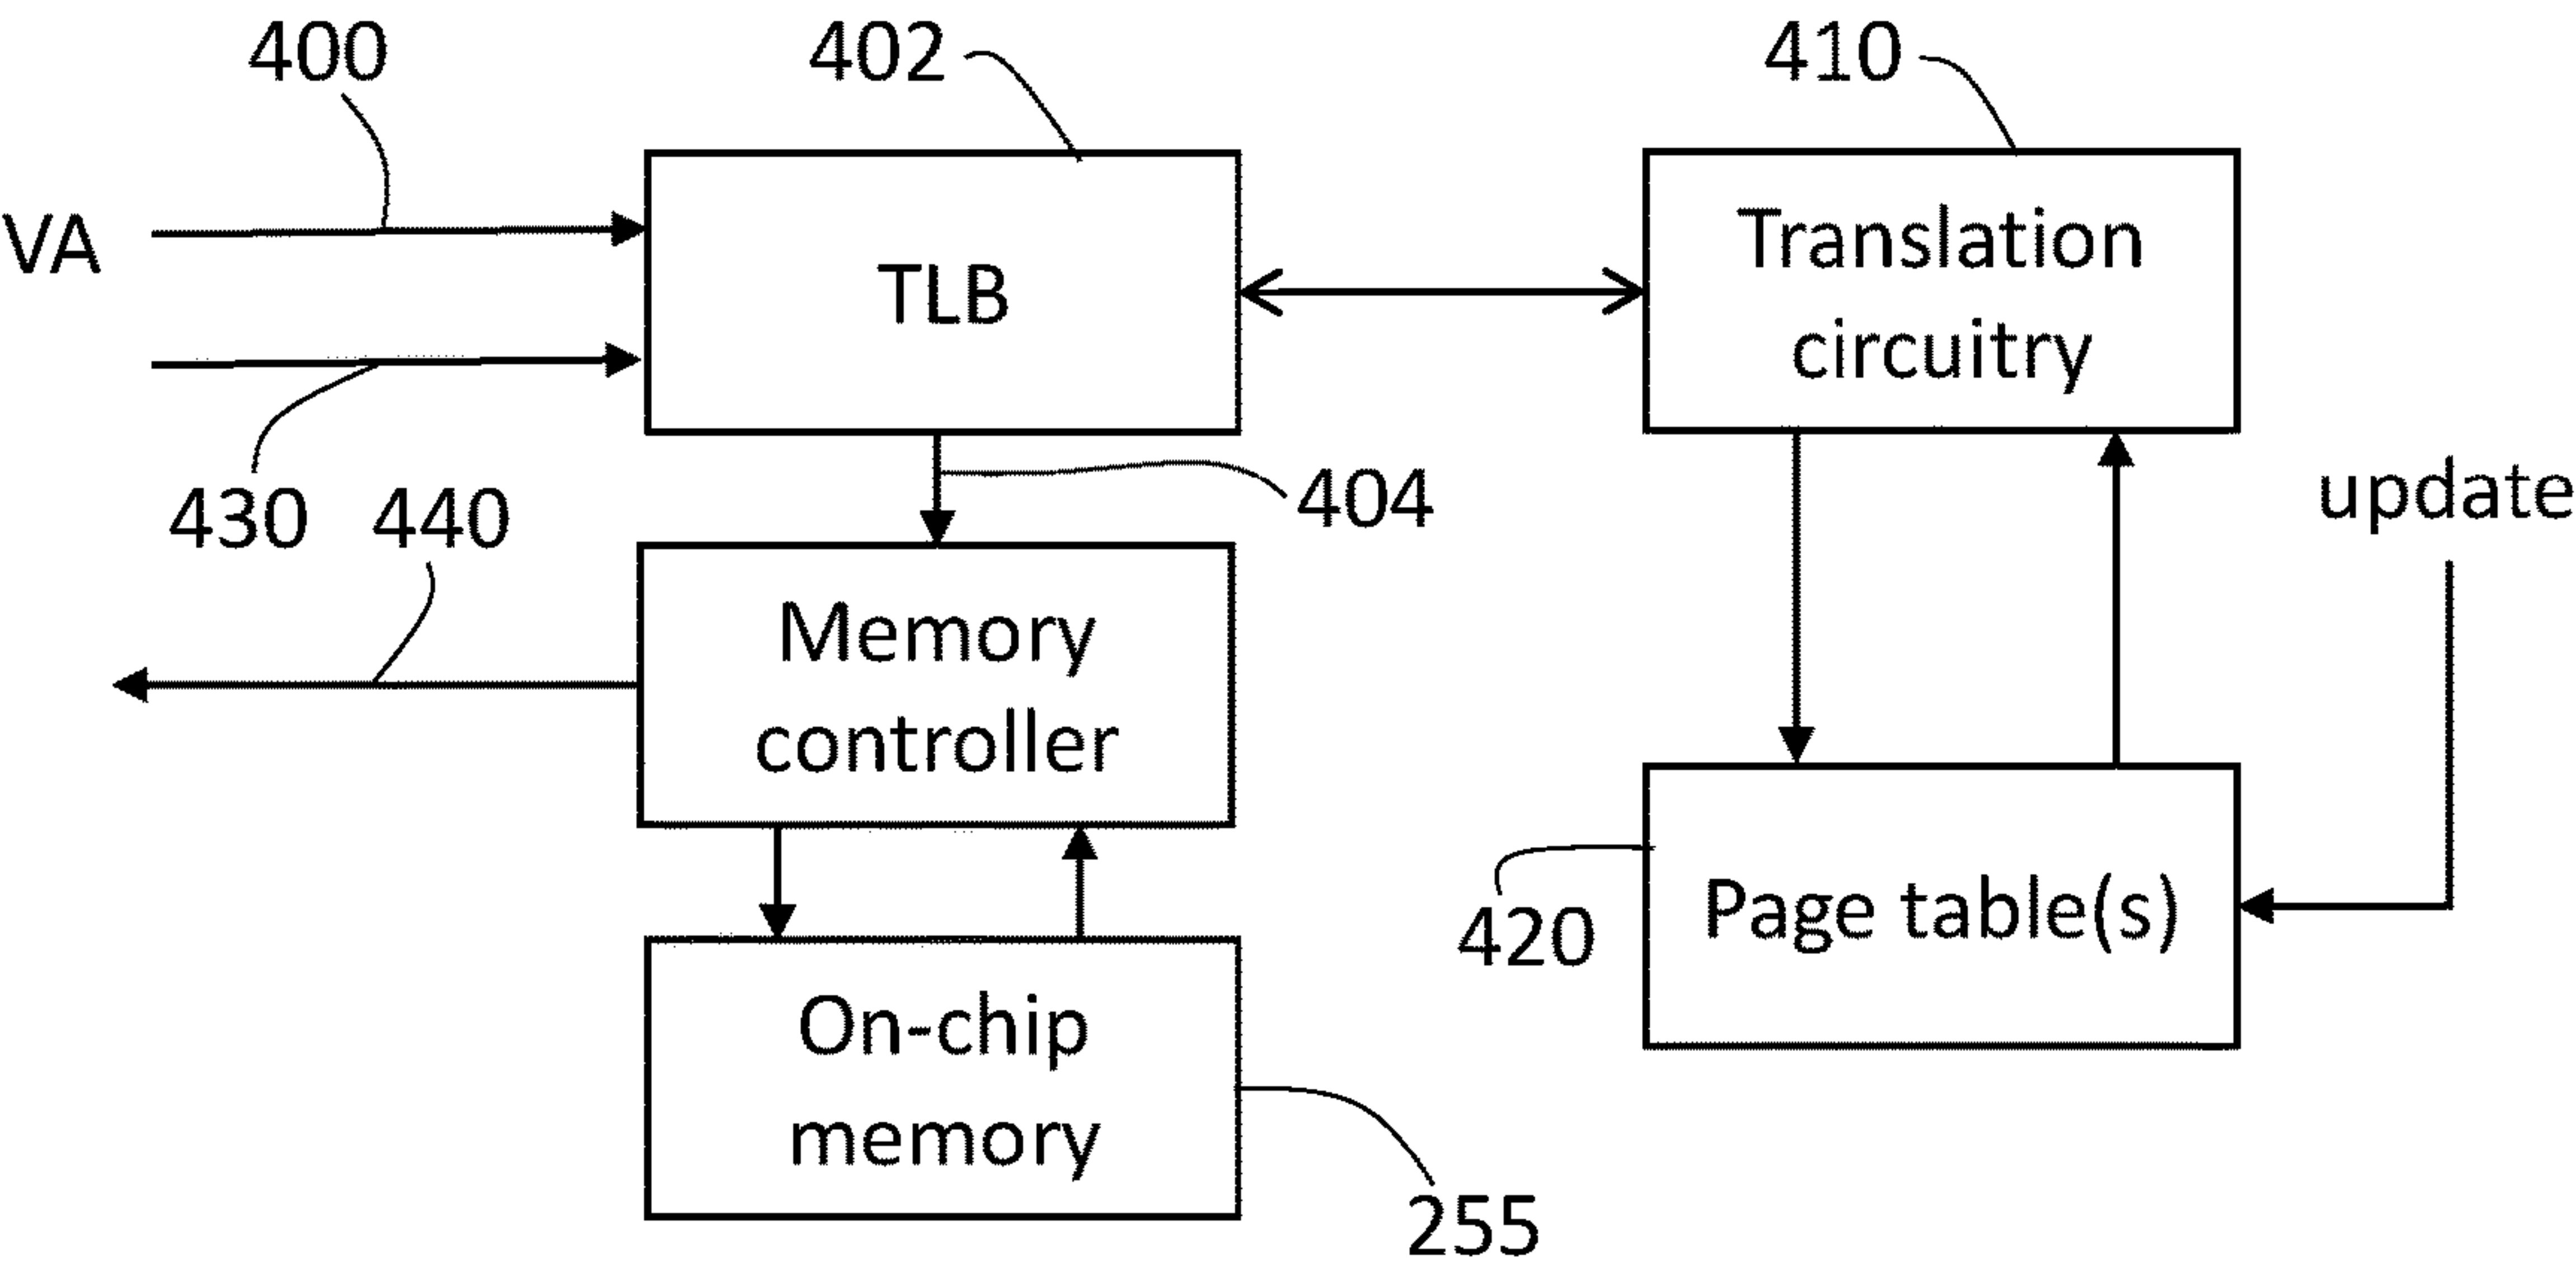 400
402
410
VA
TLB
Translation
circuitry
430
440
404
update
Memory
controller
420
Page table(s)
On-chip
memory
255